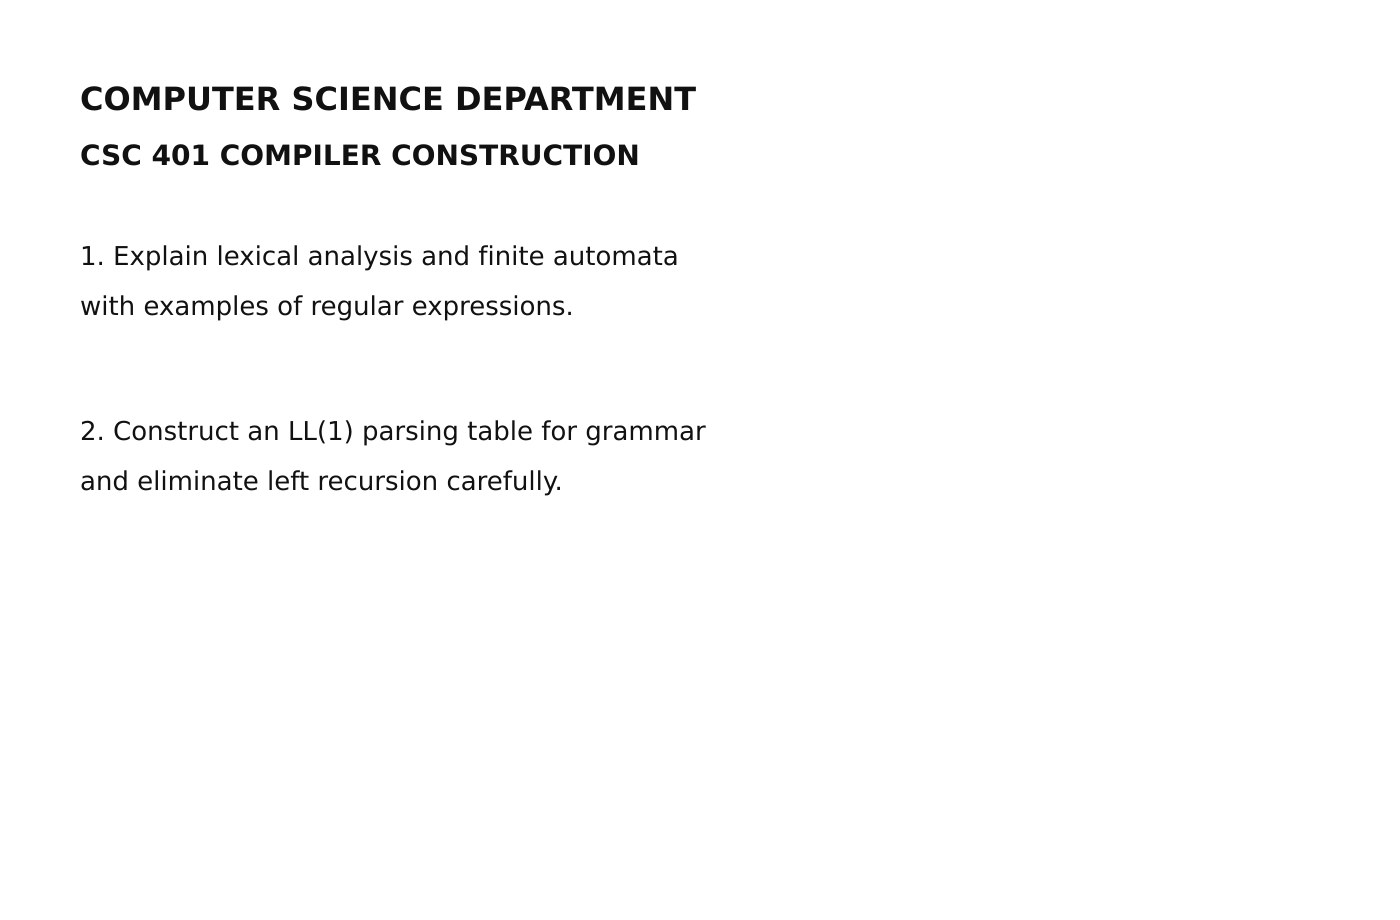 COMPUTER SCIENCE DEPARTMENT
CSC 401 COMPILER CONSTRUCTION
1. Explain lexical analysis and finite automata
with examples of regular expressions.
2. Construct an LL(1) parsing table for grammar
and eliminate left recursion carefully.